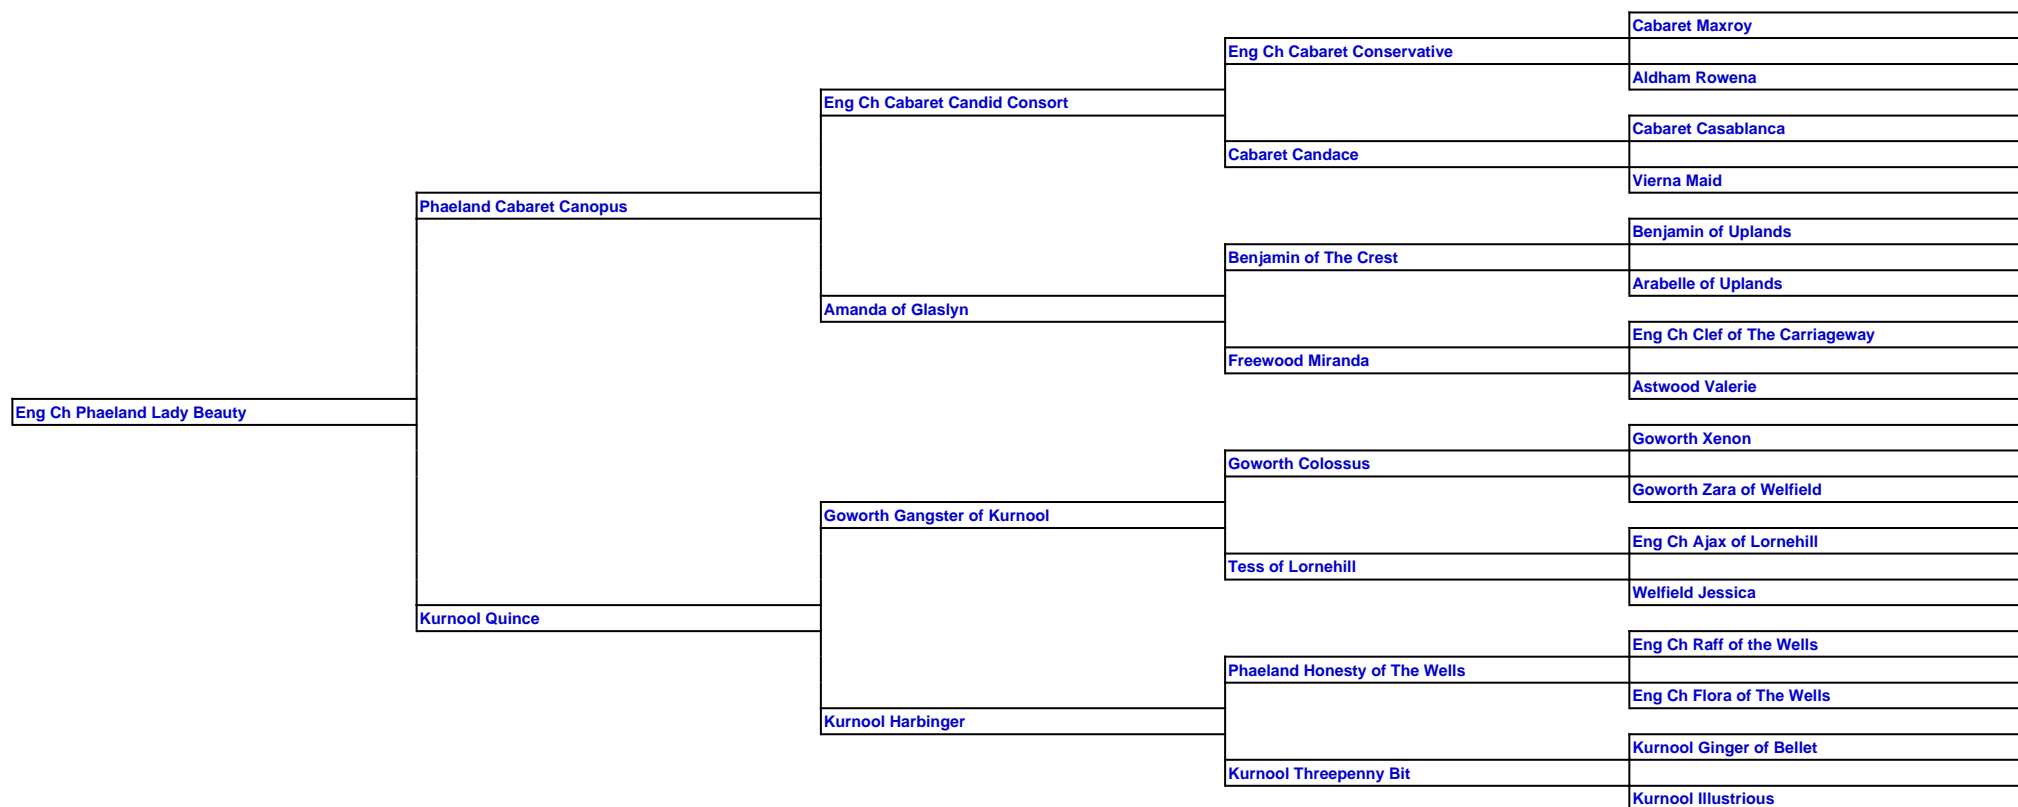 Cabaret Maxroy
Eng Ch Cabaret Conservative
Aldham Rowena
Eng Ch Cabaret Candid Consort
Cabaret Casablanca
Cabaret Candace
Vierna Maid
Phaeland Cabaret Canopus
Benjamin of Uplands
Benjamin of The Crest
Arabelle of Uplands
Amanda of Glaslyn
Eng Ch Clef of The Carriageway
Freewood Miranda
Astwood Valerie
Eng Ch Phaeland Lady Beauty
Goworth Xenon
Goworth Colossus
Goworth Zara of Welfield
Goworth Gangster of Kurnool
Eng Ch Ajax of Lornehill
Tess of Lornehill
Welfield Jessica
Kurnool Quince
Eng Ch Raff of the Wells
Phaeland Honesty of The Wells
Eng Ch Flora of The Wells
Kurnool Harbinger
Kurnool Ginger of Bellet
Kurnool Threepenny Bit
Kurnool Illustrious